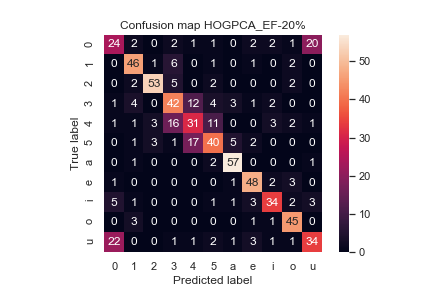 Confusion map HOGPCA_EF-20%
True label
0 24 2 0 2 1 1 0 2 2 1 20
1 0 46 1 6 0 1 0 1 0 2 0
2 0 2 53 5 0 0 0 0 0 0 0
3 1 4 0 42 12 4 3 1 2 0 0
4 1 1 3 16 31 11 0 0 3 2 1
5 0 1 3 1 17 40 5 2 0 0 0
a 0 1 0 0 0 2 57 0 0 0 1
e 1 0 0 0 0 0 1 48 2 3 0
i 5 1 0 0 0 1 1 3 34 2 3
o 0 3 0 0 0 0 0 1 1 45 0
u 22 0 0 1 1 2 1 3 1 1 34
0 1 2 3 4 5 a e i o u
Predicted label
50
40
30
20
10
0